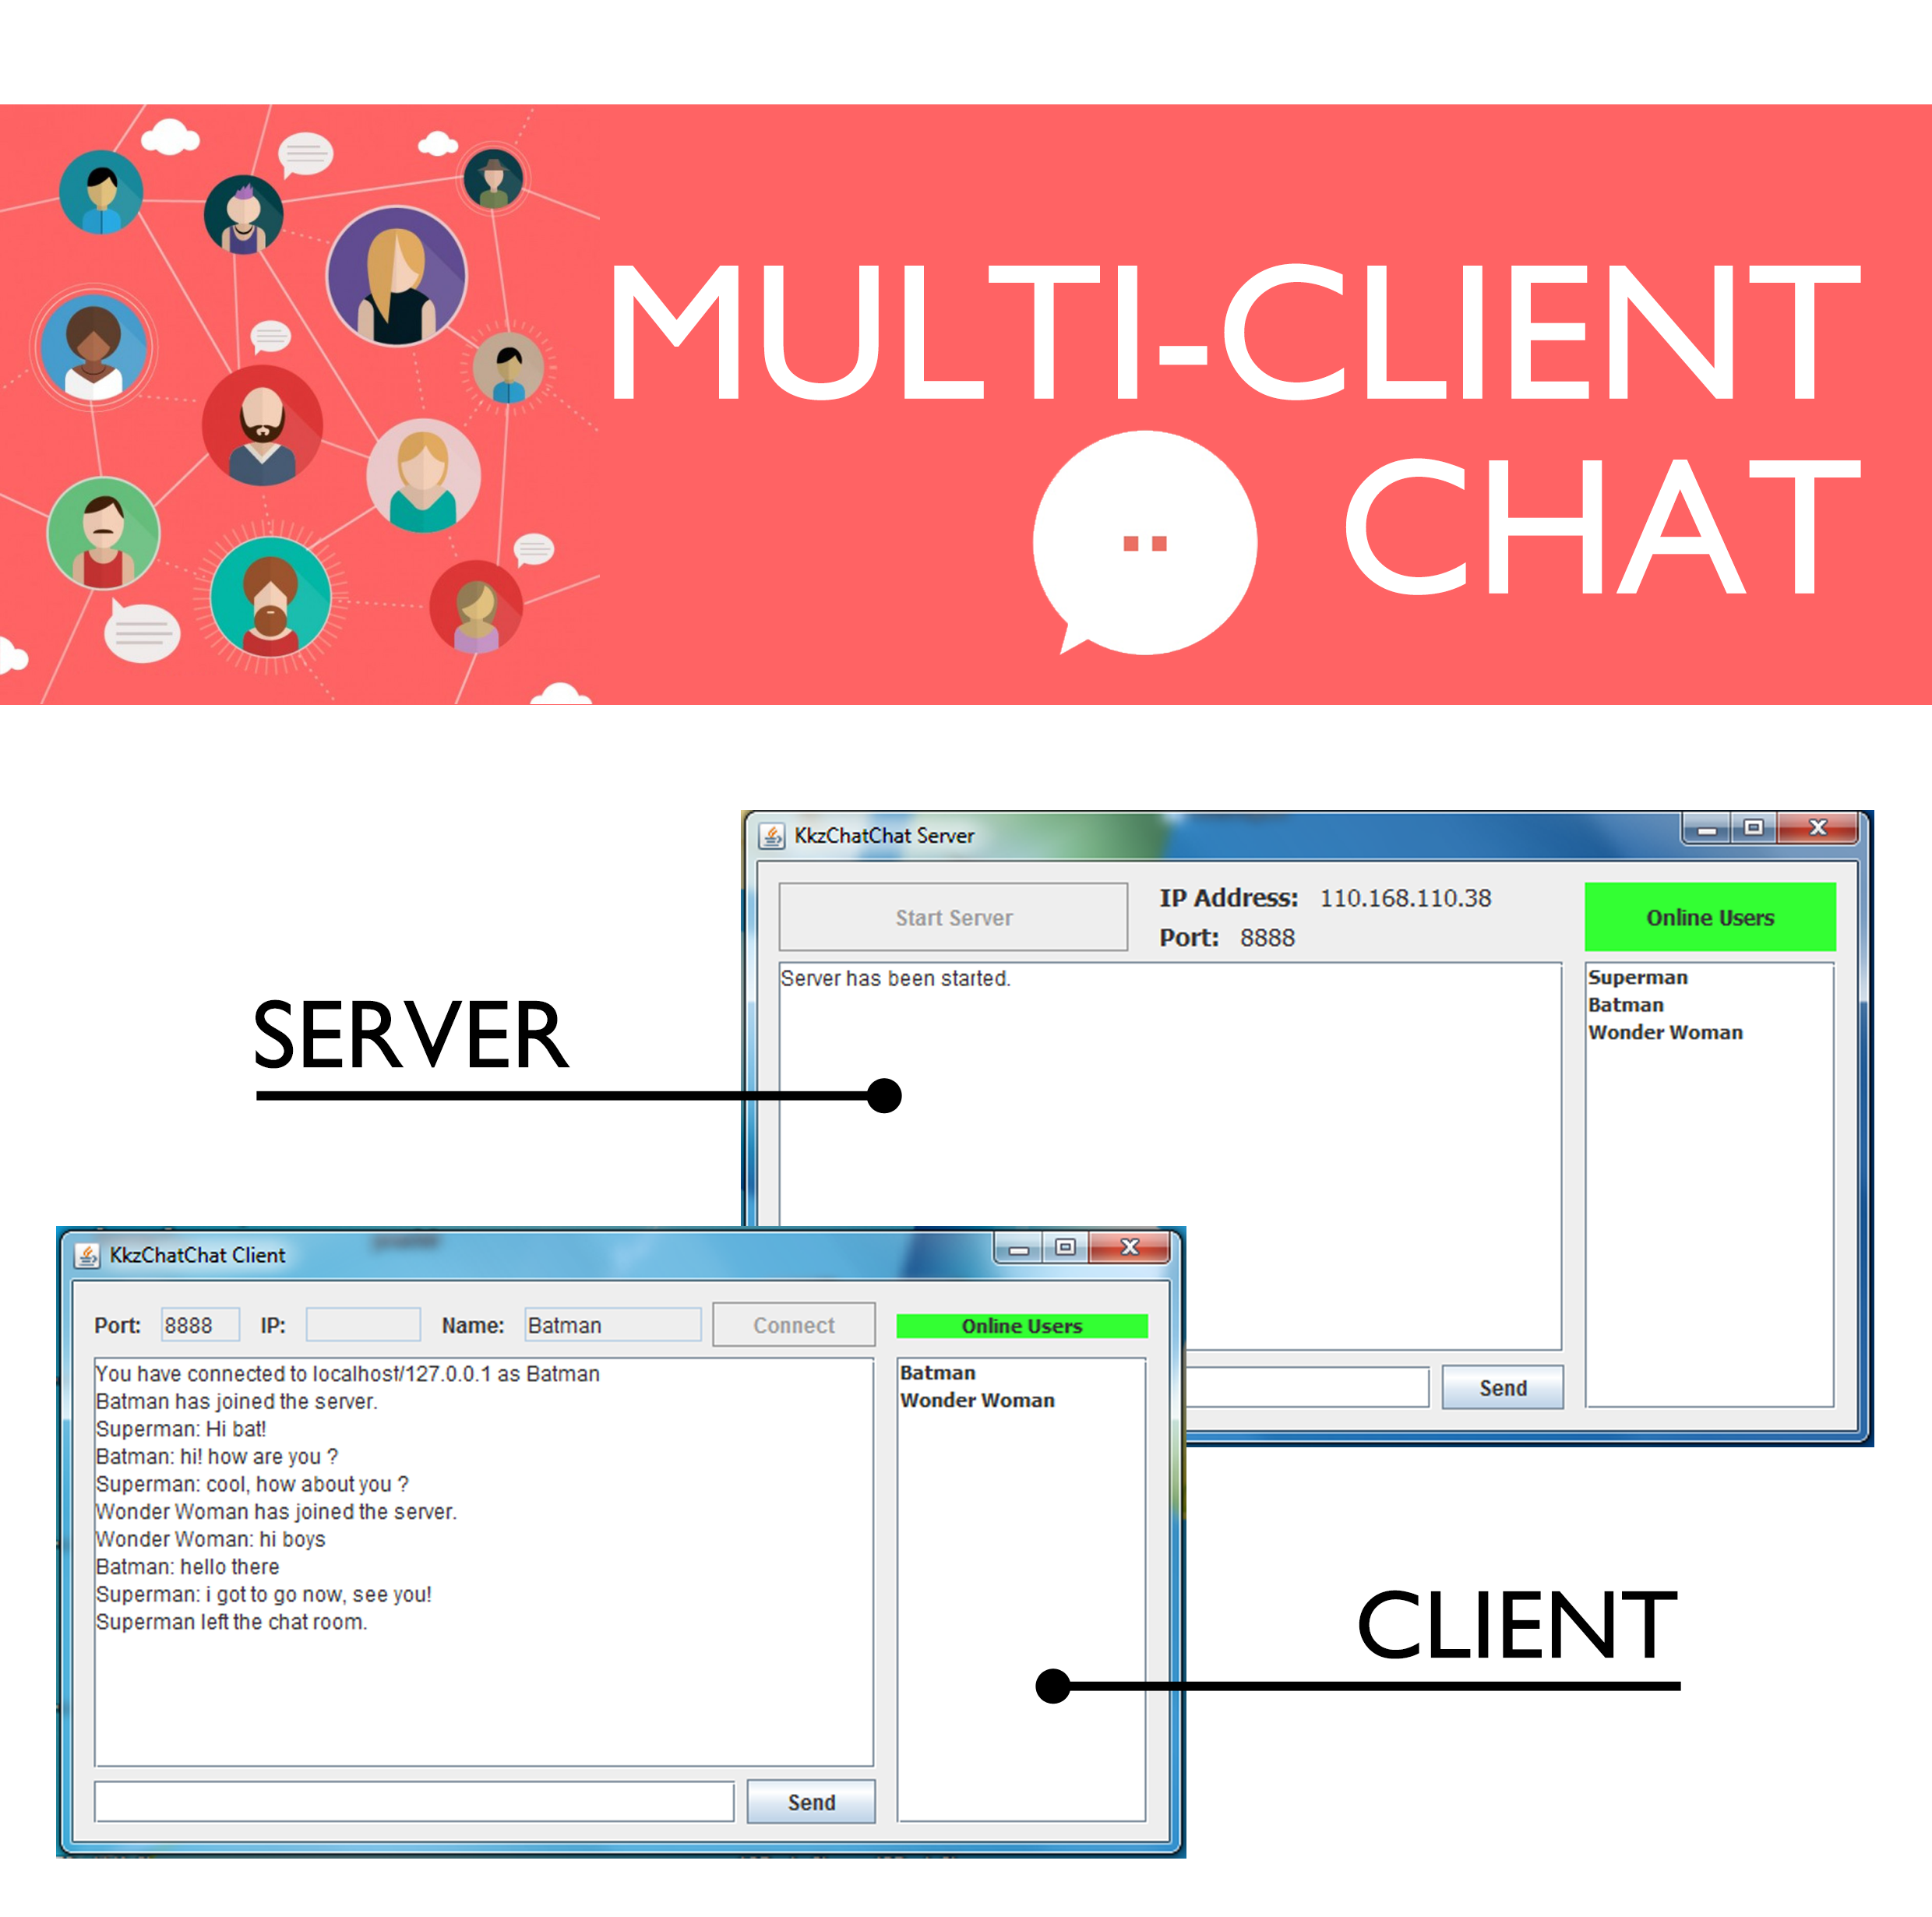 MULTI-CLIENT
CHAT
KkzChatChat Server
Start Server
IP Address: 110.168.110.38
Port: 8888
Online Users
Server has been started.
Superman
Batman
Wonder Woman
Send
SERVER
KkzChatChat Client
Port: 8888 IP: Name: Batman Connect
Online Users
You have connected to localhost/127.0.0.1 as Batman
Batman has joined the server.
Superman: Hi bat!
Batman: hi! how are you ?
Superman: cool, how about you ?
Wonder Woman has joined the server.
Wonder Woman: hi boys
Batman: hello there
Superman: i got to go now, see you!
Superman left the chat room.
Batman
Wonder Woman
Send
CLIENT